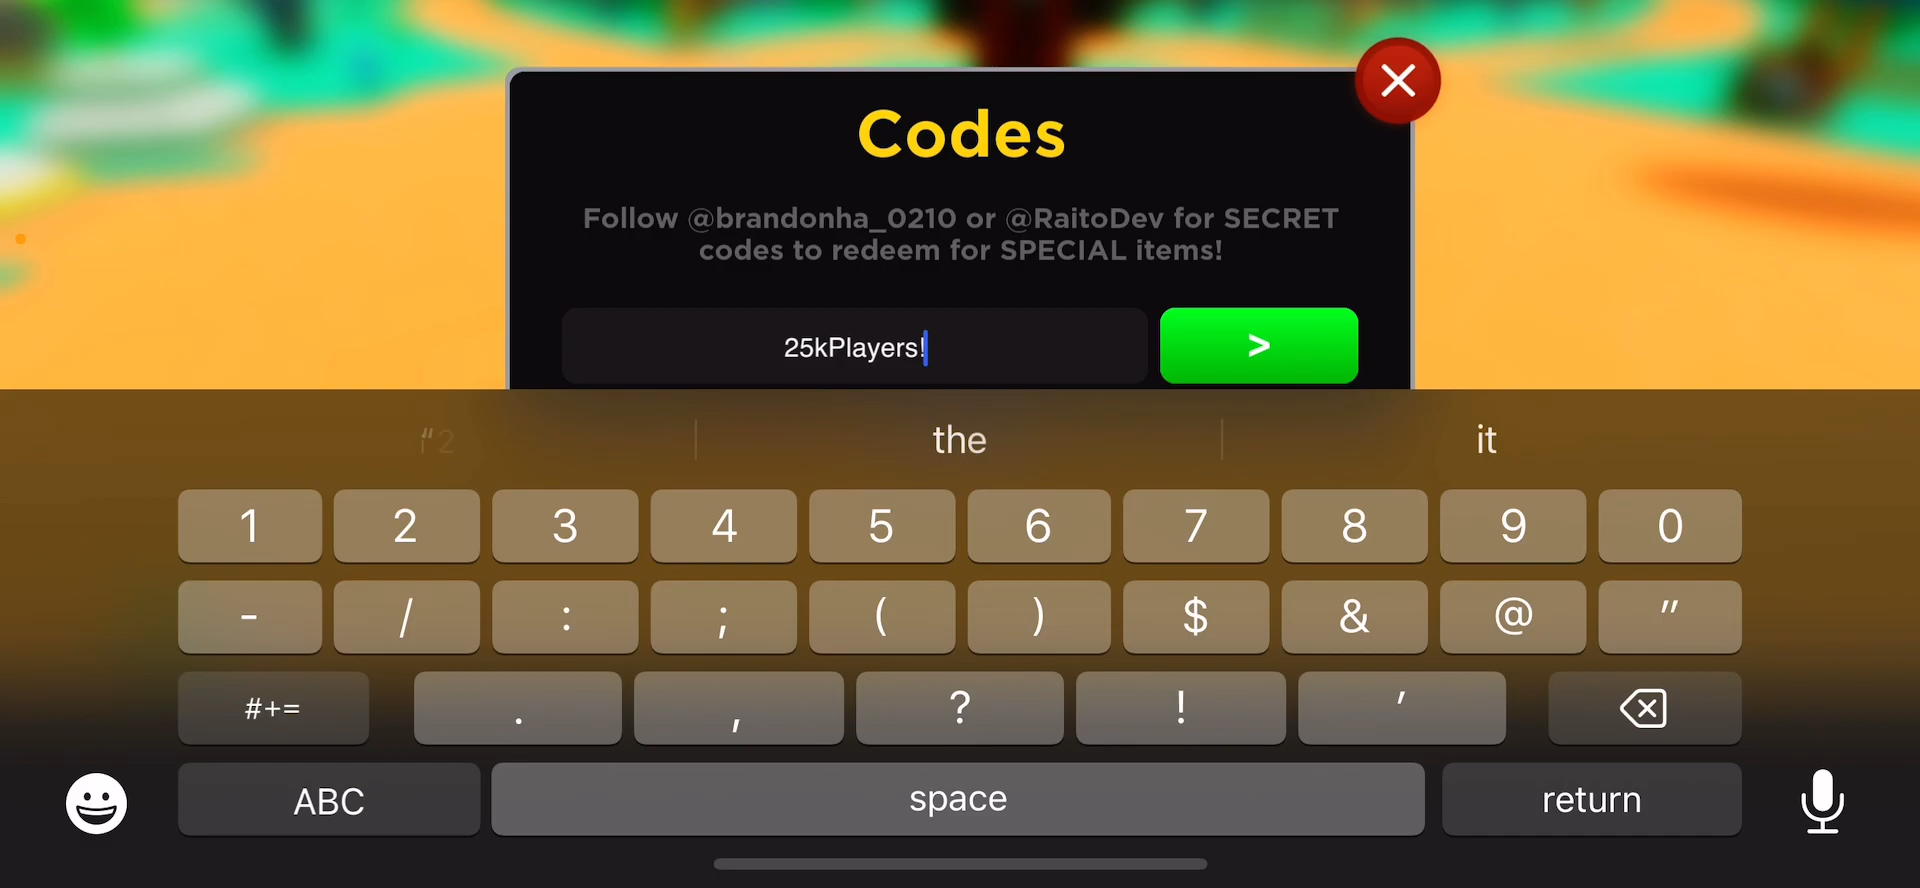 Codes
Follow @brandonha_0210 or @RaitoDev for SECRET
codes to redeem for SPECIAL items!
25kPlayers!
>
the it
1 2 3 4 5 6 7 8 9 0
- / : ; ( ) $ & @ "
#+= . , ? ! '
ABC space return